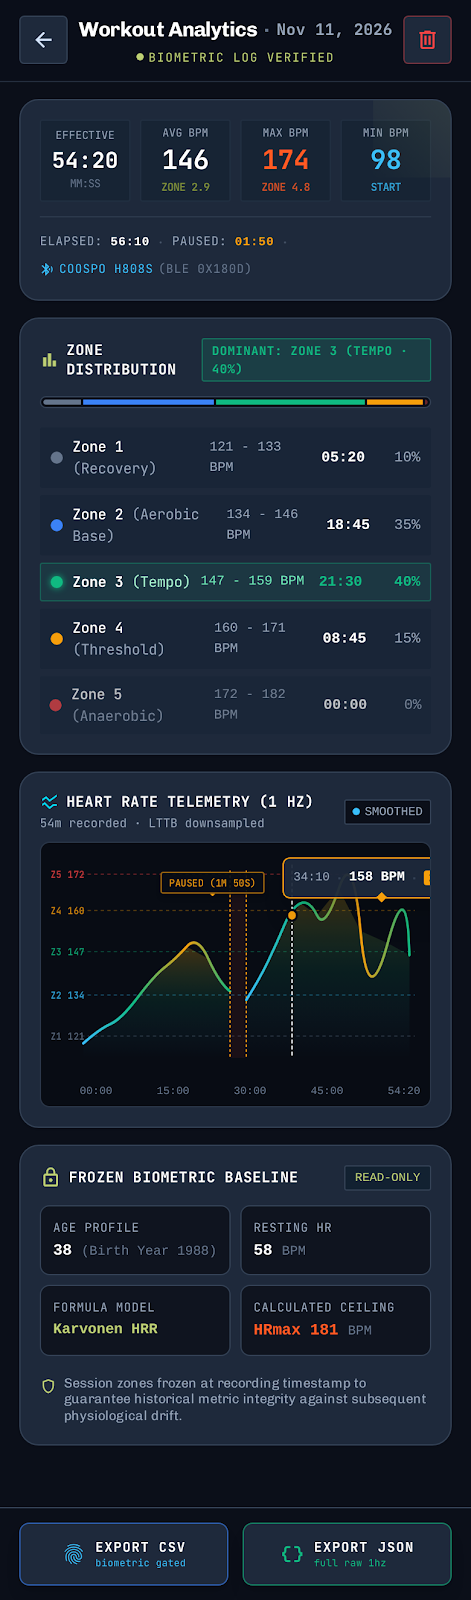 Workout Analytics · Nov 11, 2026
BIOMETRIC LOG VERIFIED
EFFECTIVE
54:20
MM:SS
AVG BPM
146
ZONE 2.9
MAX BPM
174
ZONE 4.8
MIN BPM
98
START
ELAPSED: 56:10 · PAUSED: 01:50 ·
COOSPO H808S (BLE 0X180D)
ZONE
DISTRIBUTION
DOMINANT: ZONE 3 (TEMPO ·
40%)
Zone 1
(Recovery)
121 - 133
BPM
05:20
10%
Zone 2 (Aerobic
Base)
134 - 146
BPM
18:45
35%
Zone 3 (Tempo)
147 - 159 BPM
21:30
40%
Zone 4
(Threshold)
160 - 171
BPM
08:45
15%
Zone 5
(Anaerobic)
172 - 182
BPM
00:00
0%
HEART RATE TELEMETRY (1 HZ)
54m recorded · LTTB downsampled
SMOOTHED
34:10 · 158 BPM ·
PAUSED (1M 50S)
Z5 172
Z4 160
Z3 147
Z2 134
Z1 121
00:00
15:00
30:00
45:00
54:20
FROZEN BIOMETRIC BASELINE
READ-ONLY
AGE PROFILE
38 (Birth Year 1988)
RESTING HR
58 BPM
FORMULA MODEL
Karvonen HRR
CALCULATED CEILING
HRmax 181 BPM
Session zones frozen at recording timestamp to
guarantee historical metric integrity against subsequent
physiological drift.
EXPORT CSV
biometric gated
EXPORT JSON
full raw 1hz